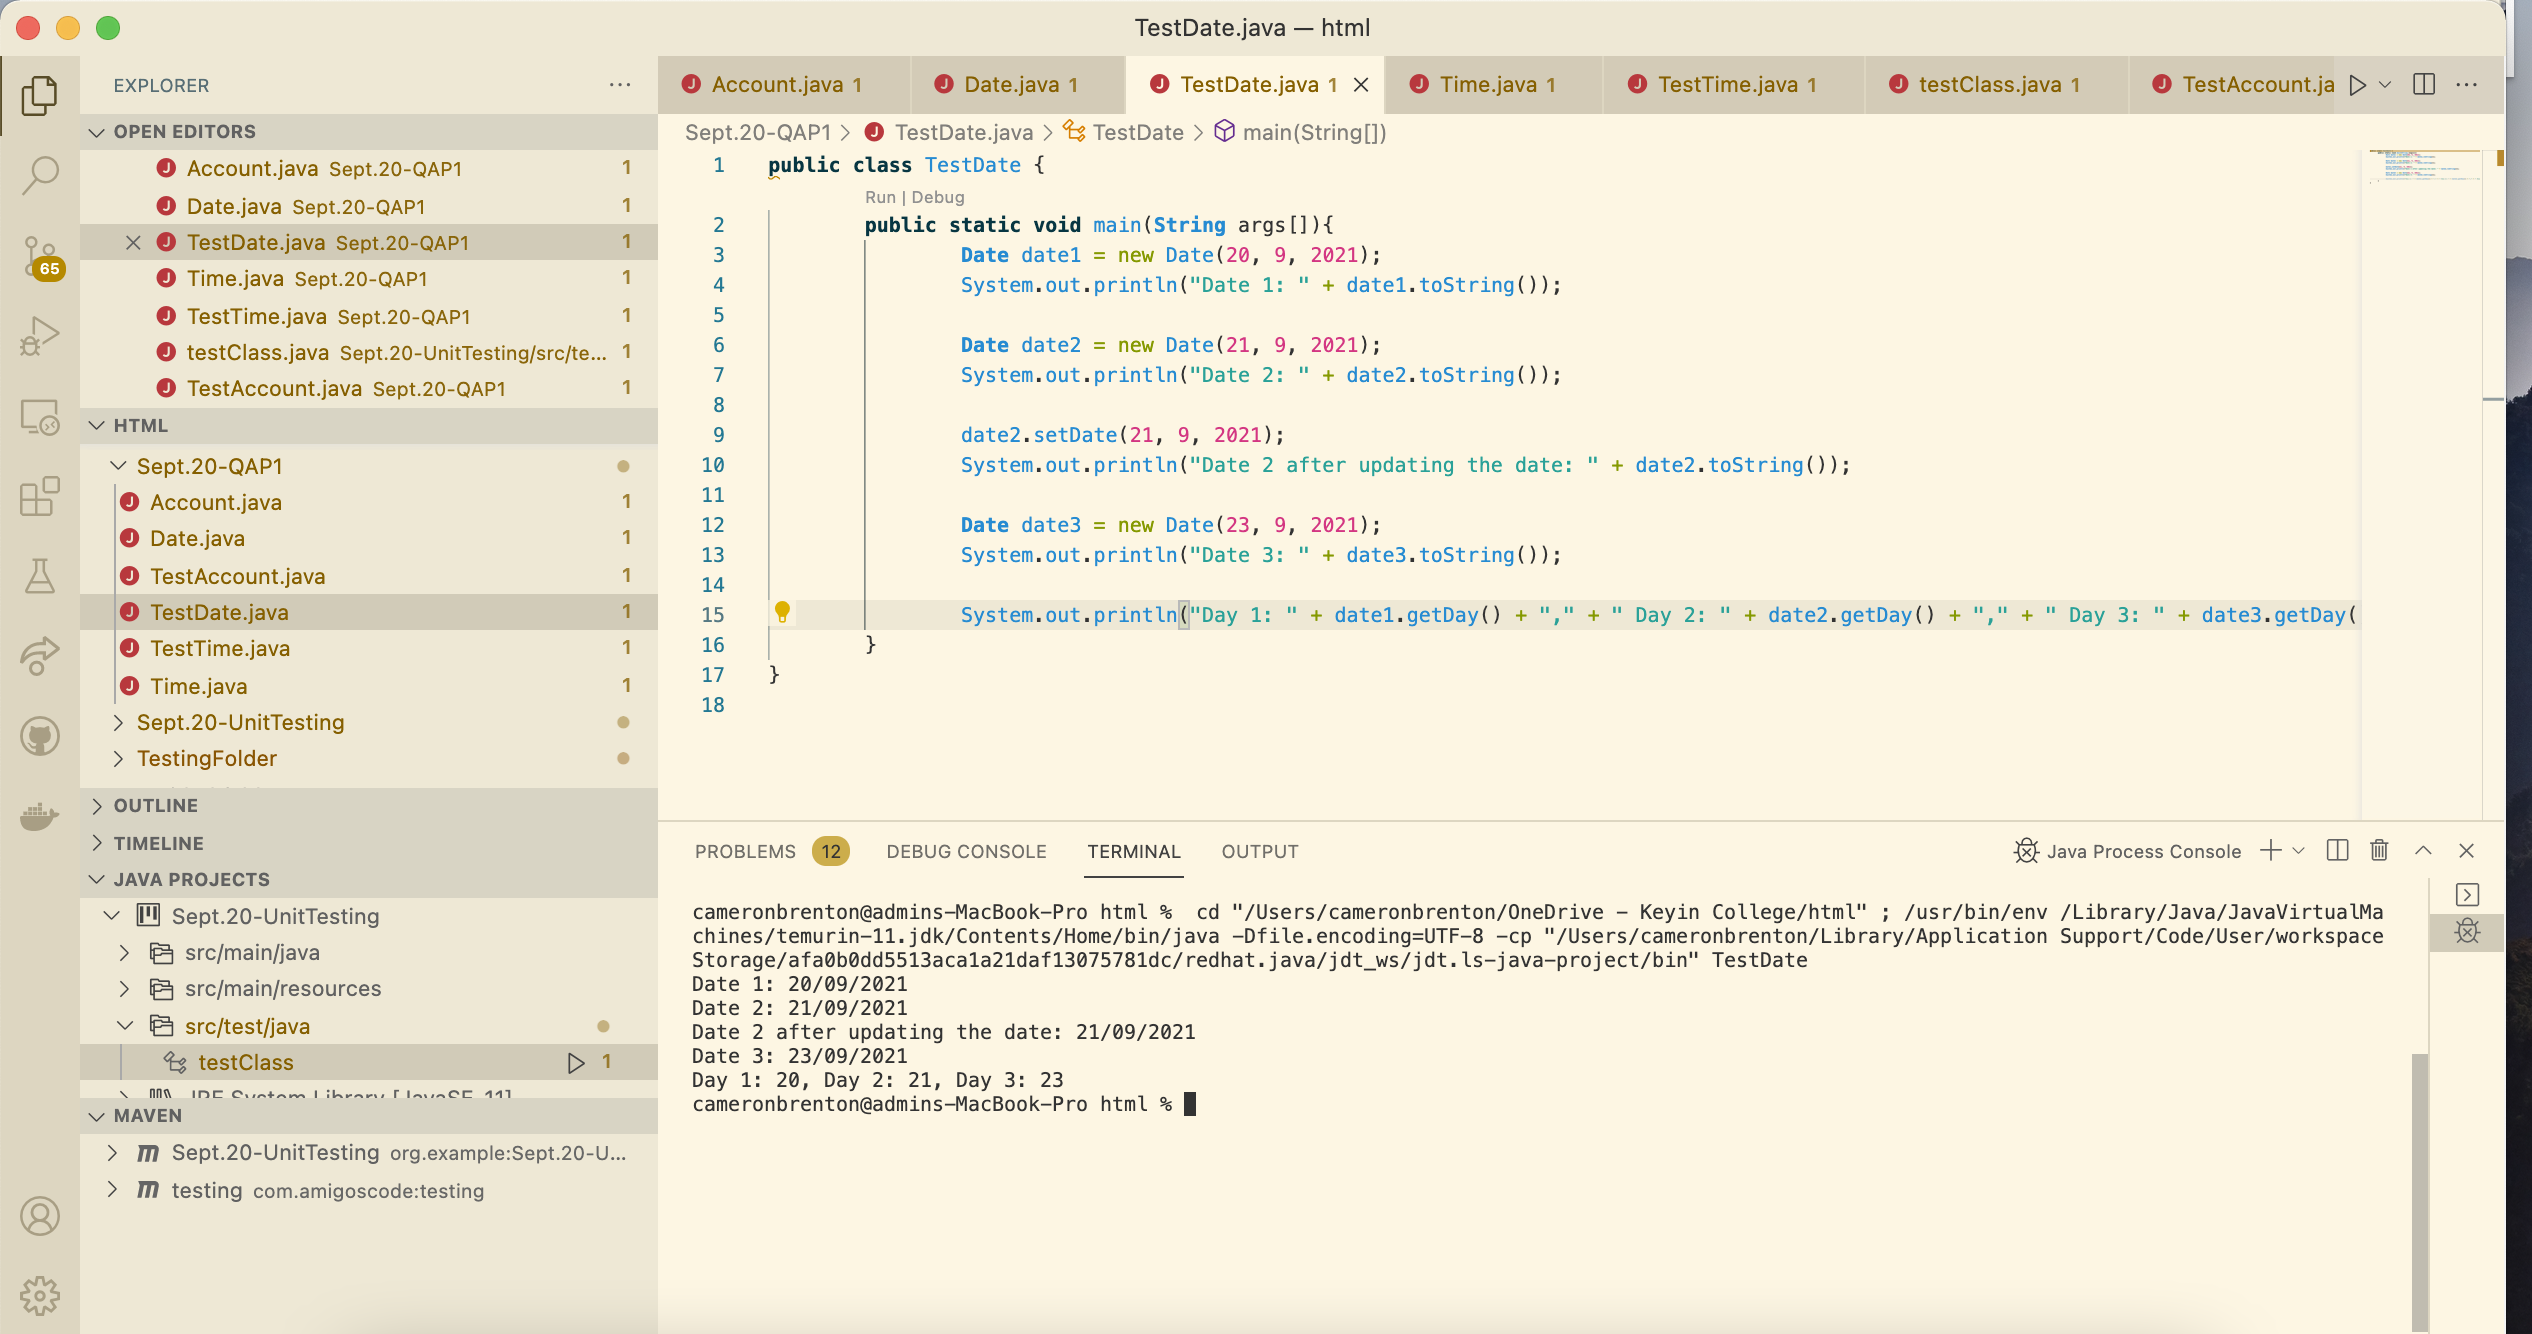 TestDate.java — html
EXPLORER
OPEN EDITORS
Account.java Sept.20-QAP1 1
Date.java Sept.20-QAP1 1
TestDate.java Sept.20-QAP1 1
Time.java Sept.20-QAP1 1
TestTime.java Sept.20-QAP1 1
testClass.java Sept.20-UnitTesting/src/te... 1
TestAccount.java Sept.20-QAP1 1
65
HTML
Sept.20-QAP1
Account.java 1
Date.java 1
TestAccount.java 1
TestDate.java 1
TestTime.java 1
Time.java 1
Sept.20-UnitTesting
TestingFolder
OUTLINE
TIMELINE
JAVA PROJECTS
Sept.20-UnitTesting
src/main/java
src/main/resources
src/test/java
testClass 1
JRE System Library [JavaSE-11]
MAVEN
Sept.20-UnitTesting org.example:Sept.20-U...
testing com.amigoscode:testing
Account.java 1 Date.java 1 TestDate.java 1 Time.java 1 TestTime.java 1 testClass.java 1 TestAccount.ja
Sept.20-QAP1 > TestDate.java > TestDate > main(String[])
1 public class TestDate {
Run | Debug
2 public static void main(String args[]){
3 Date date1 = new Date(20, 9, 2021);
4 System.out.println("Date 1: " + date1.toString());
5
6 Date date2 = new Date(21, 9, 2021);
7 System.out.println("Date 2: " + date2.toString());
8
9 date2.setDate(21, 9, 2021);
10 System.out.println("Date 2 after updating the date: " + date2.toString());
11
12 Date date3 = new Date(23, 9, 2021);
13 System.out.println("Date 3: " + date3.toString());
14
15 System.out.println("Day 1: " + date1.getDay() + "," + " Day 2: " + date2.getDay() + "," + " Day 3: " + date3.getDay(
16 }
17 }
18
PROBLEMS 12 DEBUG CONSOLE TERMINAL OUTPUT Java Process Console
cameronbrenton@admins-MacBook-Pro html %  cd "/Users/cameronbrenton/OneDrive - Keyin College/html" ; /usr/bin/env /Library/Java/JavaVirtualMa
chines/temurin-11.jdk/Contents/Home/bin/java -Dfile.encoding=UTF-8 -cp "/Users/cameronbrenton/Library/Application Support/Code/User/workspace
Storage/afa0b0dd5513aca1a21daf13075781dc/redhat.java/jdt_ws/jdt.ls-java-project/bin" TestDate
Date 1: 20/09/2021
Date 2: 21/09/2021
Date 2 after updating the date: 21/09/2021
Date 3: 23/09/2021
Day 1: 20, Day 2: 21, Day 3: 23
cameronbrenton@admins-MacBook-Pro html %